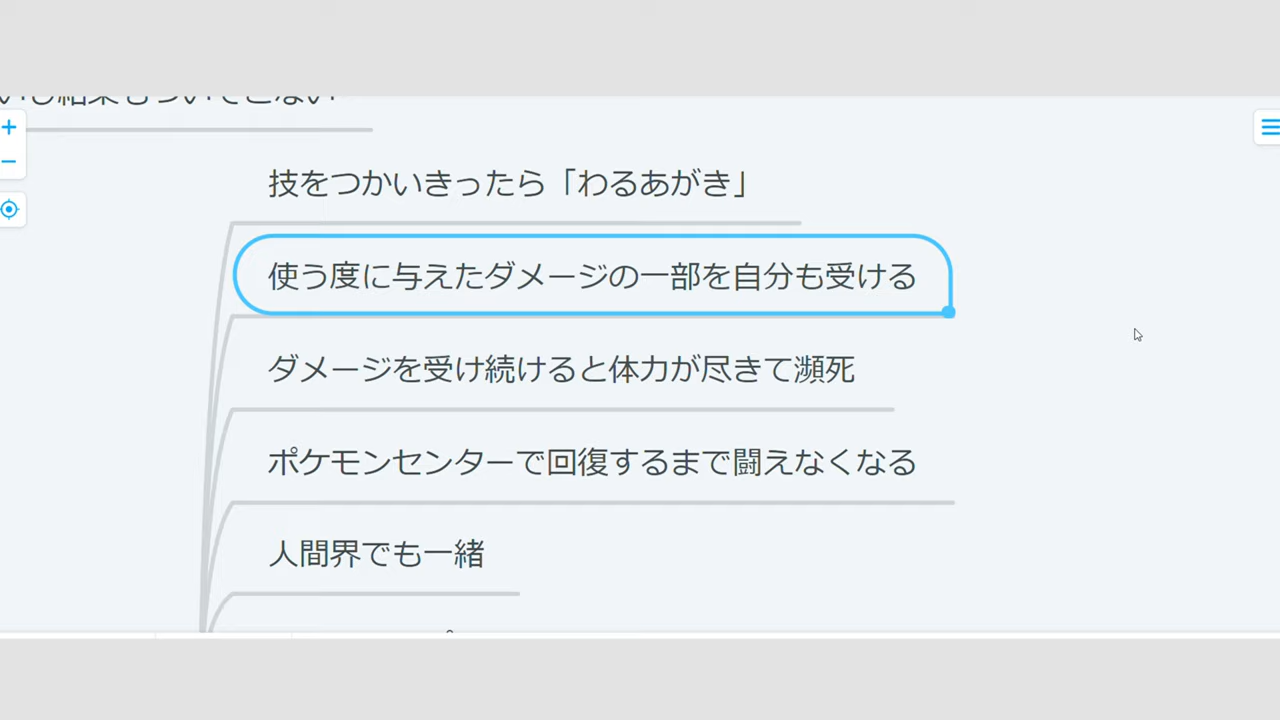 技をつかいきったら「わるあがき」
使う度に与えたダメージの一部を自分も受ける
ダメージを受け続けると体力が尽きて瀕死
ポケモンセンターで回復するまで闘えなくなる
人間界でも一緒